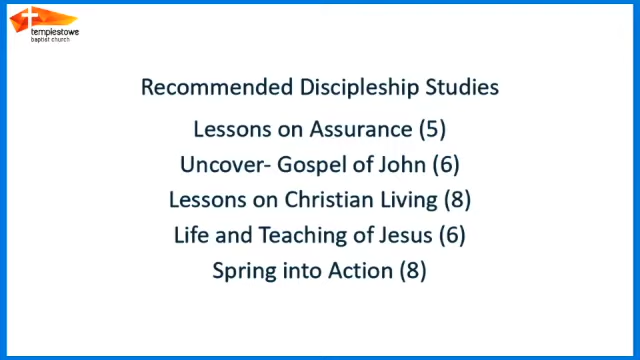 templestowe
baptist church
Recommended Discipleship Studies
Lessons on Assurance (5)
Uncover- Gospel of John (6)
Lessons on Christian Living (8)
Life and Teaching of Jesus (6)
Spring into Action (8)